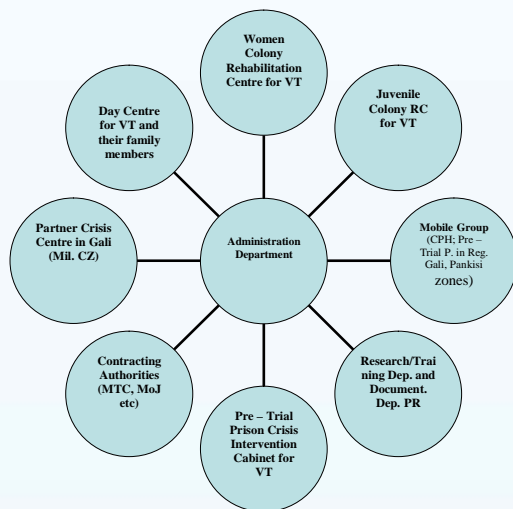 Women
Colony
Rehabilitation
Centre for VT
Day Centre
for VT and
their family
members
Juvenile
Colony RC
for VT
Partner Crisis
Centre in Gali
(Mil. CZ)
Administration
Department
Mobile Group
(CPH; Pre –
Trial P. in Reg.
Gali, Pankisi
zones)
Contracting
Authorities
(MTC, MoJ
etc)
Research/Trai
ning Dep. and
Document.
Dep. PR
Pre – Trial
Prison Crisis
Intervention
Cabinet for
VT